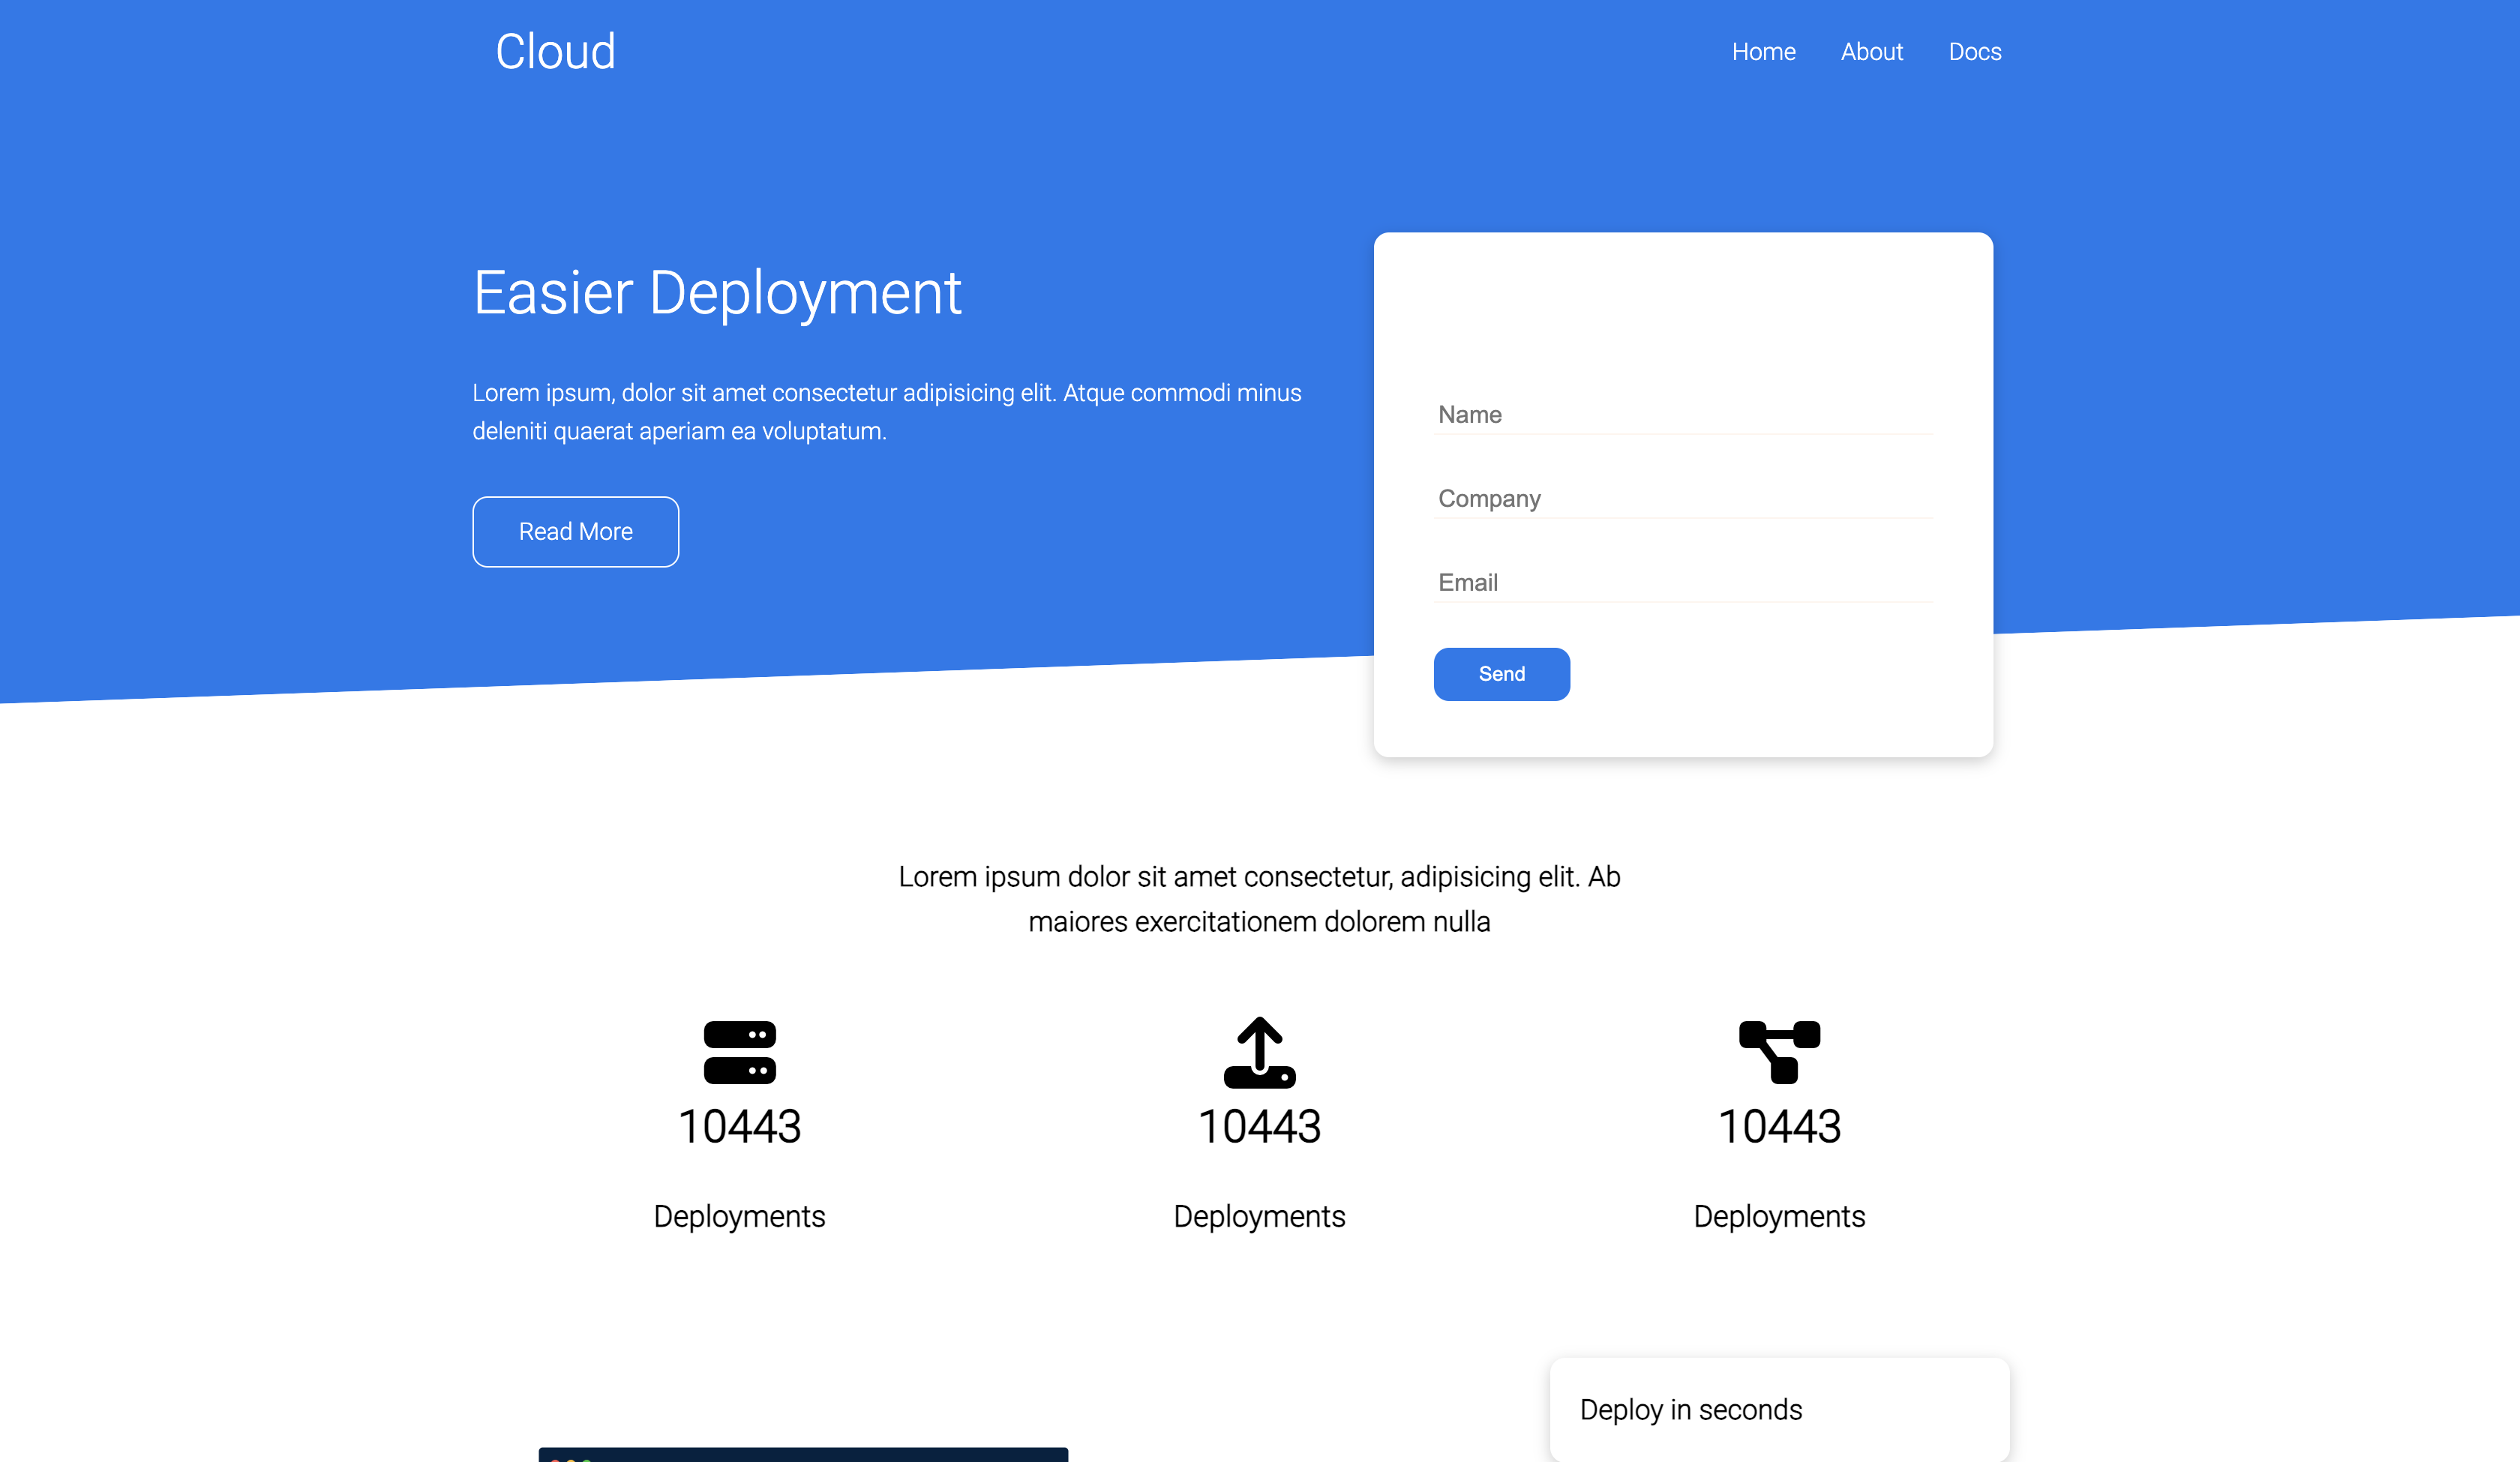 Cloud
Home About Docs
Easier Deployment
Lorem ipsum, dolor sit amet consectetur adipisicing elit. Atque commodi minus
deleniti quaerat aperiam ea voluptatum.
Read More
Name
Company
Email
Send
Lorem ipsum dolor sit amet consectetur, adipisicing elit. Ab
maiores exercitationem dolorem nulla
10443 10443 10443
Deployments Deployments Deployments
Deploy in seconds